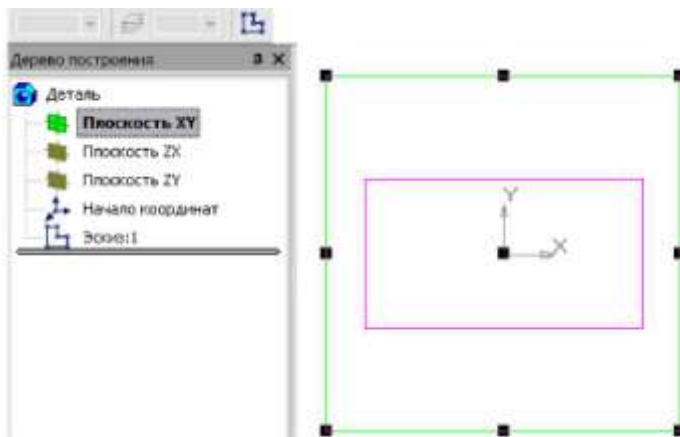 Дерево построения
Деталь
Плоскость XY
Плоскость ZX
Плоскость ZY
Начало координат
Эскиз:1
Y
X